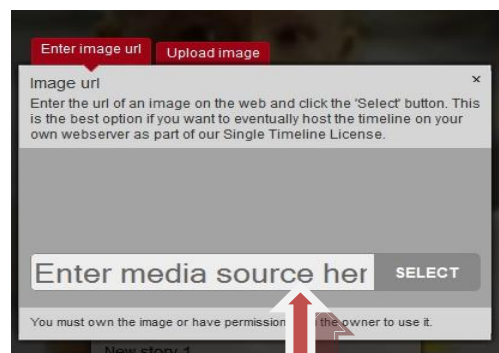 Enter image url
Upload image
Image url
×
Enter the url of an image on the web and click the 'Select' button. This
is the best option if you want to eventually host the timeline on your
own webserver as part of our Single Timeline License.
Enter media source her
SELECT
You must own the image or have permission the owner to use it.
New story 1